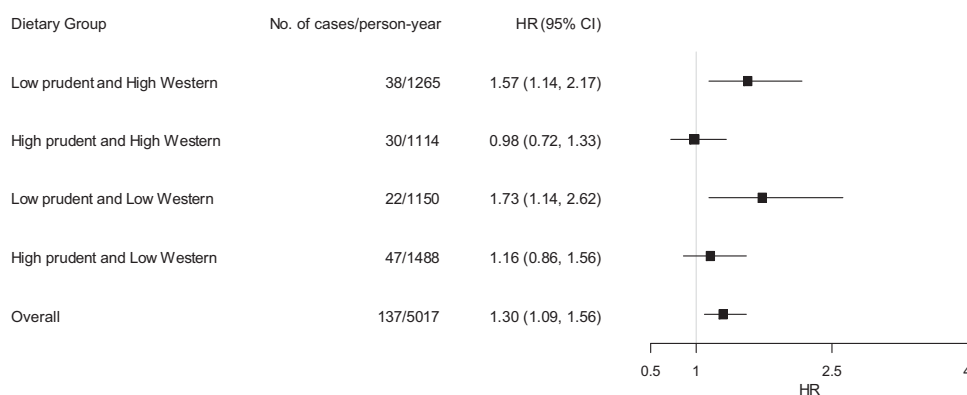 Dietary Group No. of cases/person-year HR (95% CI)
Low prudent and High Western 38/1265 1.57 (1.14, 2.17)
High prudent and High Western 30/1114 0.98 (0.72, 1.33)
Low prudent and Low Western 22/1150 1.73 (1.14, 2.62)
High prudent and Low Western 47/1488 1.16 (0.86, 1.56)
Overall 137/5017 1.30 (1.09, 1.56)
0.5 1 2.5 4
HR